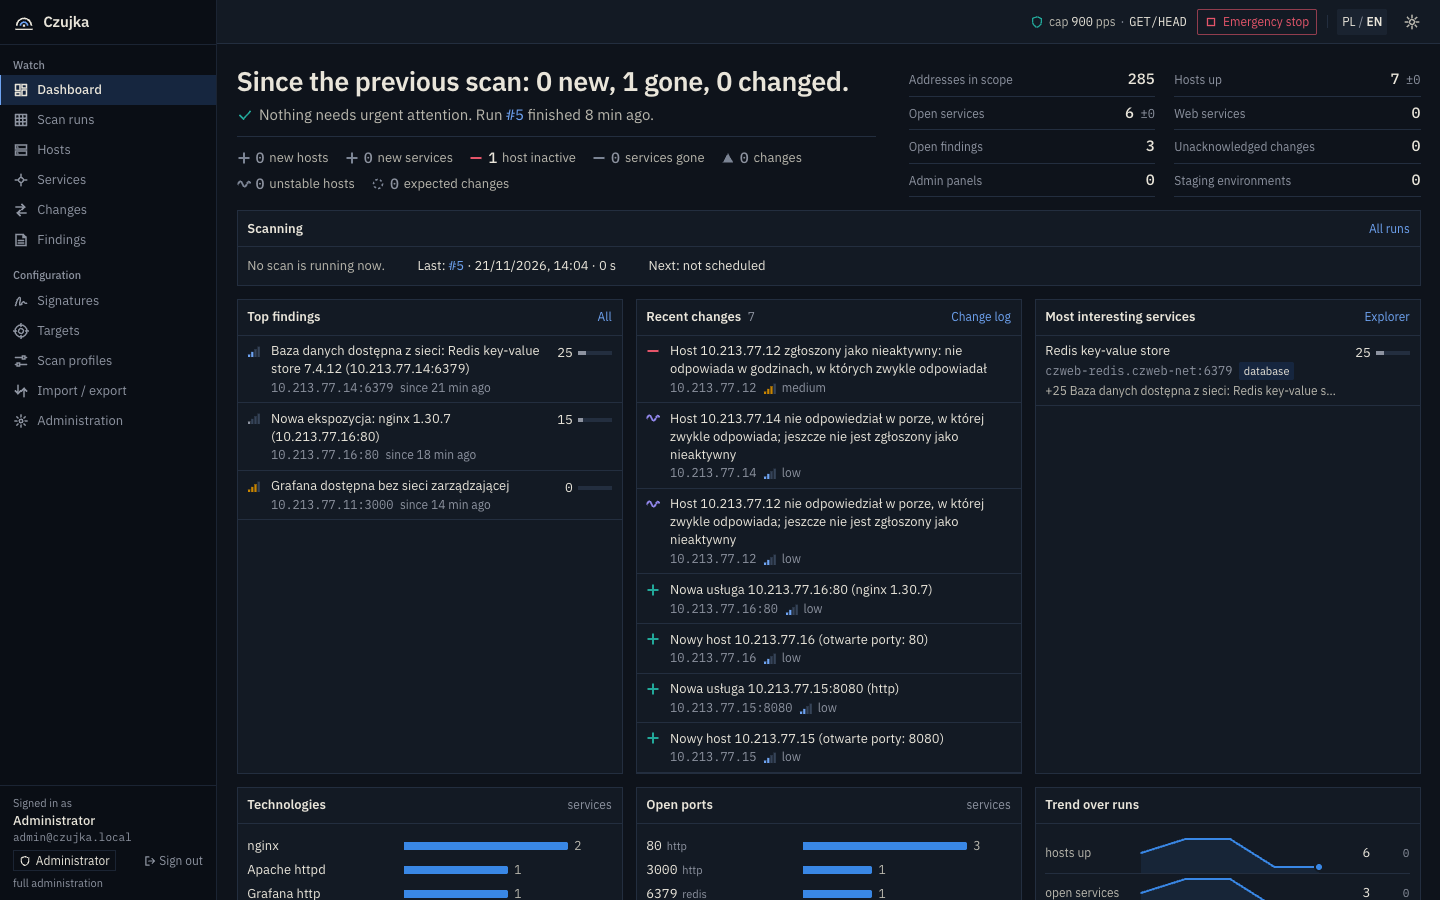 Czujka
cap 900 pps · GET/HEAD
Emergency stop
PL / EN
Watch
Dashboard
Scan runs
Hosts
Services
Changes
Findings
Configuration
Signatures
Targets
Scan profiles
Import / export
Administration
Signed in as
Administrator
admin@czujka.local
Administrator
Sign out
full administration
Since the previous scan: 0 new, 1 gone, 0 changed.
Nothing needs urgent attention. Run #5 finished 8 min ago.
0 new hosts
0 new services
1 host inactive
0 services gone
0 changes
0 unstable hosts
0 expected changes
Addresses in scope 285
Hosts up 7 ±0
Open services 6 ±0
Web services 0
Open findings 3
Unacknowledged changes 0
Admin panels 0
Staging environments 0
Scanning
All runs
No scan is running now.
Last: #5 · 21/11/2026, 14:04 · 0 s
Next: not scheduled
Top findings
All
Baza danych dostępna z sieci: Redis key-value
store 7.4.12 (10.213.77.14:6379)
25
10.213.77.14:6379 since 21 min ago
Nowa ekspozycja: nginx 1.30.7
(10.213.77.16:80)
15
10.213.77.16:80 since 18 min ago
Grafana dostępna bez sieci zarządzającej
0
10.213.77.11:3000 since 14 min ago
Recent changes 7
Change log
Host 10.213.77.12 zgłoszony jako nieaktywny: nie
odpowiada w godzinach, w których zwykle odpowiadał
10.213.77.12 medium
Host 10.213.77.14 nie odpowiedział w porze, w której
zwykle odpowiada; jeszcze nie jest zgłoszony jako
nieaktywny
10.213.77.14 low
Host 10.213.77.12 nie odpowiedział w porze, w której
zwykle odpowiada; jeszcze nie jest zgłoszony jako
nieaktywny
10.213.77.12 low
Nowa usługa 10.213.77.16:80 (nginx 1.30.7)
10.213.77.16:80 low
Nowy host 10.213.77.16 (otwarte porty: 80)
10.213.77.16 low
Nowa usługa 10.213.77.15:8080 (http)
10.213.77.15:8080 low
Nowy host 10.213.77.15 (otwarte porty: 8080)
10.213.77.15 low
Most interesting services
Explorer
Redis key-value store
25
czweb-redis.czweb-net:6379 database
+25 Baza danych dostępna z sieci: Redis key-value s…
Technologies
services
nginx 2
Apache httpd 1
Grafana http 1
Open ports
services
80 http 3
3000 http 1
6379 redis 1
Trend over runs
hosts up 6 0
open services 3 0